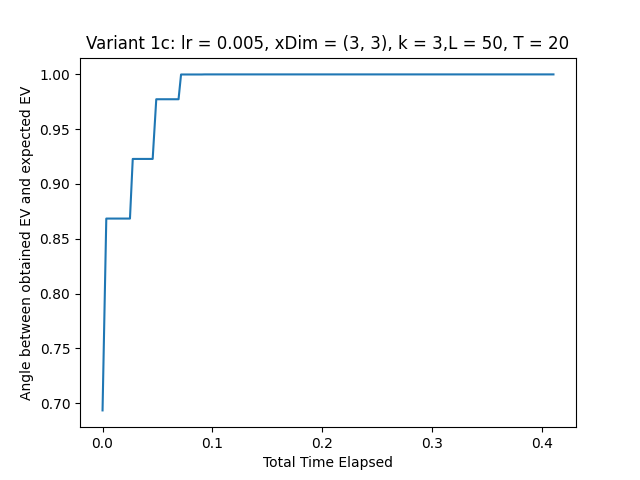 Variant 1c: lr = 0.005, xDim = (3, 3), k = 3,L = 50, T = 20
Angle between obtained EV and expected EV
1.00
0.95
0.90
0.85
0.80
0.75
0.70
0.0 0.1 0.2 0.3 0.4
Total Time Elapsed